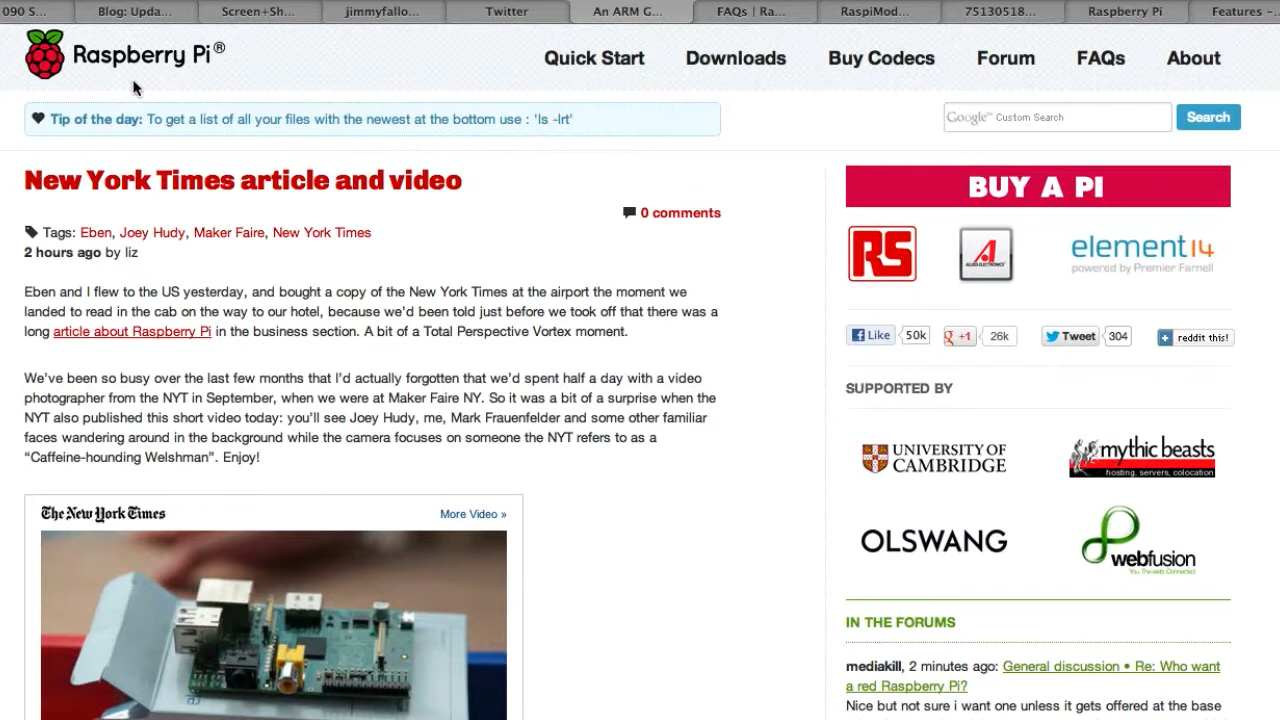 090 S...
Blog: Upda...
Screen+Sh...
jimmyfallo...
Twitter
An ARM G...
FAQs | Ra...
RaspiMod...
75130518...
Raspberry Pi
Features -...
Raspberry Pi®
Quick Start
Downloads
Buy Codecs
Forum
FAQs
About
Tip of the day: To get a list of all your files with the newest at the bottom use : 'ls -lrt'
Google™ Custom Search
Search
New York Times article and video
0 comments
Tags: Eben, Joey Hudy, Maker Faire, New York Times
2 hours ago by liz
Eben and I flew to the US yesterday, and bought a copy of the New York Times at the airport the moment we
landed to read in the cab on the way to our hotel, because we’d been told just before we took off that there was a
long article about Raspberry Pi in the business section. A bit of a Total Perspective Vortex moment.
We’ve been so busy over the last few months that I’d actually forgotten that we’d spent half a day with a video
photographer from the NYT in September, when we were at Maker Faire NY. So it was a bit of a surprise when the
NYT also published this short video today: you’ll see Joey Hudy, me, Mark Frauenfelder and some other familiar
faces wandering around in the background while the camera focuses on someone the NYT refers to as a
“Caffeine-hounding Welshman”. Enjoy!
The New York Times
More Video »
BUY A PI
RS
A
ALLIED ELECTRONICS
element14
powered by Premier Farnell
Like
50k
g +1
26k
Tweet
304
reddit this!
SUPPORTED BY
UNIVERSITY OF
CAMBRIDGE
mythic beasts
hosting, servers, colocation
OLSWANG
webfusion
You. The web. Connected.
IN THE FORUMS
mediakill, 2 minutes ago: General discussion • Re: Who want
a red Raspberry Pi?
Nice but not sure i want one unless it gets offered at the base